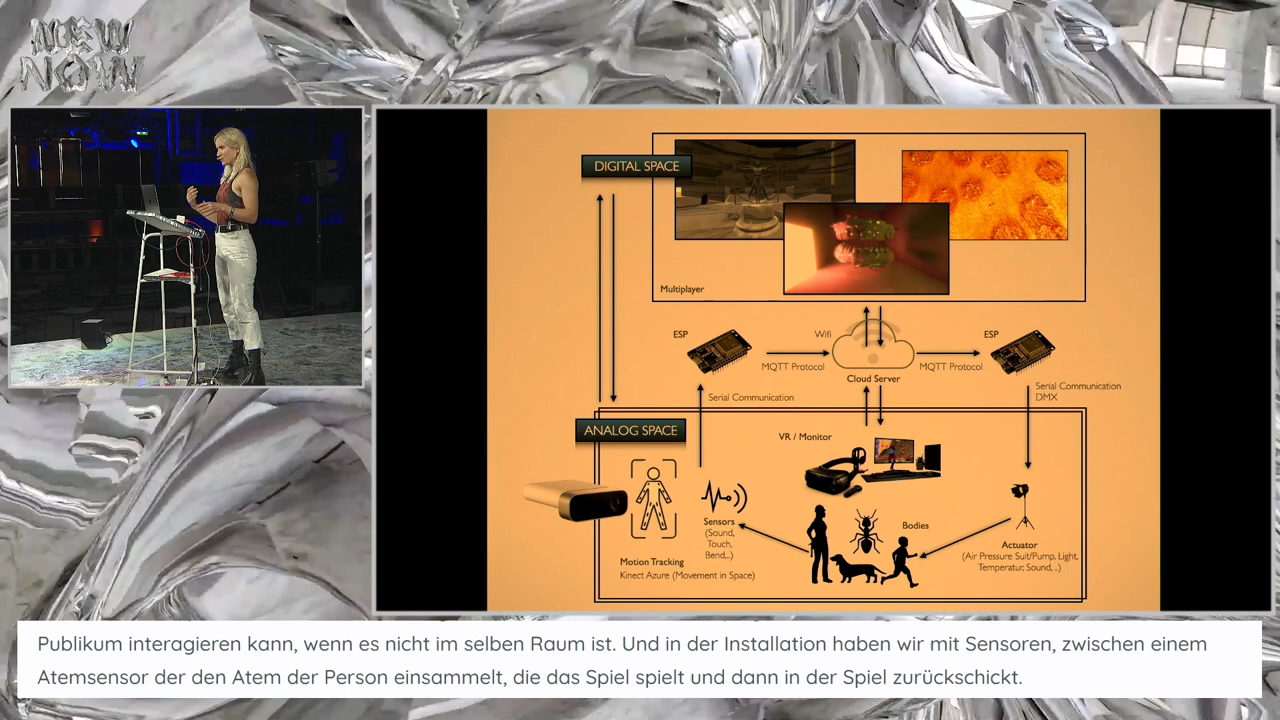 NEW
NOW
DIGITAL SPACE
Multiplayer
ESP
Wifi
ESP
MQTT Protocol
MQTT Protocol
Cloud Server
Serial Communication
Serial Communication
DMX
ANALOG SPACE
VR / Monitor
Sensors
(Sound,
Touch,
Bend,..)
Bodies
Actuator
(Air Pressure Suit/Pump, Light,
Temperatur, Sound, ..)
Motion Tracking
Kinect Azure (Movement in Space)
Publikum interagieren kann, wenn es nicht im selben Raum ist. Und in der Installation haben wir mit Sensoren, zwischen einem
Atemsensor der den Atem der Person einsammelt, die das Spiel spielt und dann in der Spiel zurückschickt.